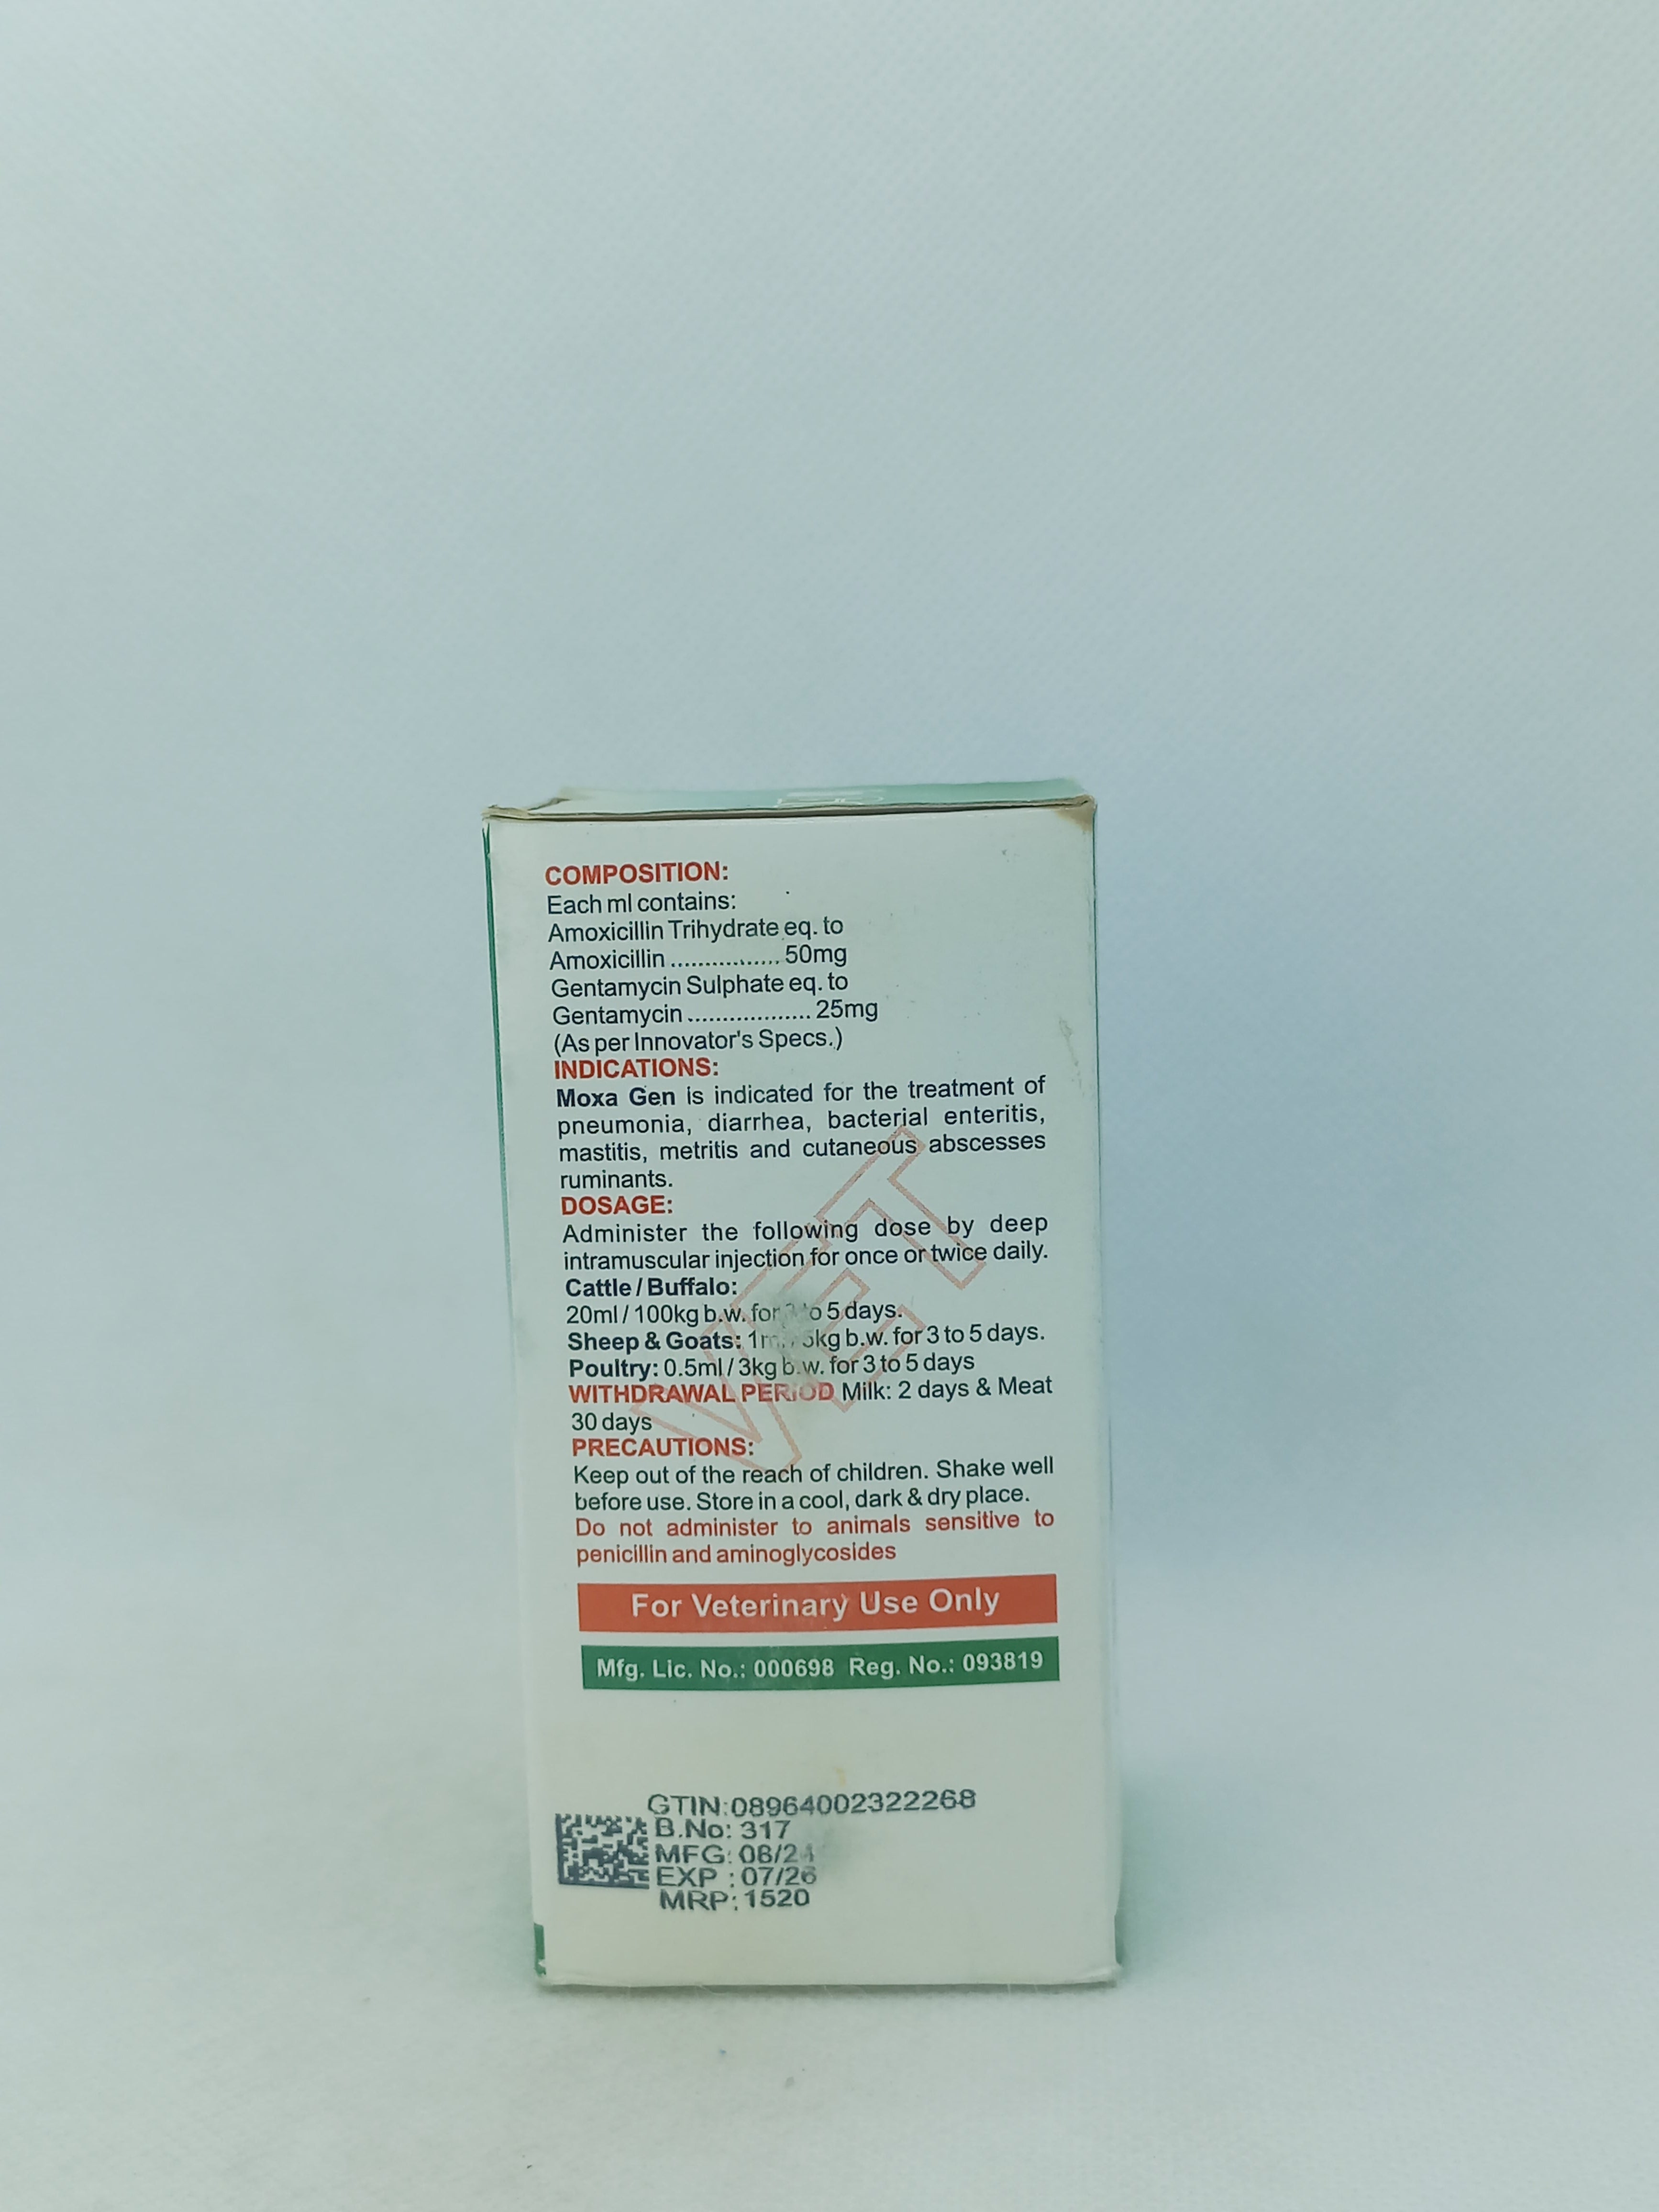 COMPOSITION:
Each ml contains:
Amoxicillin Trihydrate eq. to
Amoxicillin ................ 50mg
Gentamycin Sulphate eq. to
Gentamycin .................. 25mg
(As per Innovator's Specs.)
INDICATIONS:
Moxa Gen is indicated for the treatment of
pneumonia, diarrhea, bacterial enteritis,
mastitis, metritis and cutaneous abscesses
ruminants.
DOSAGE:
Administer the following dose by deep
intramuscular injection for once or twice daily.
Cattle / Buffalo:
20ml / 100kg b.w. for to 5 days.
Sheep & Goats: b.w. for 3 to 5 days.
Poultry: 0.5ml / 3kg b.w. for 3 to 5 days
WITHDRAWAL PERIOD Milk: 2 days & Meat
30 days
PRECAUTIONS:
Keep out of the reach of children. Shake well
before use. Store in a cool, dark & dry place.
Do not administer to animals sensitive to
penicillin and aminoglycosides
VET
For Veterinary Use Only
Mfg. Lic. No.: 000698 Reg. No.: 093819
GTIN:08964002322268
B.No: 317
MFG: 08/24
EXP : 07/26
MRP: 1520